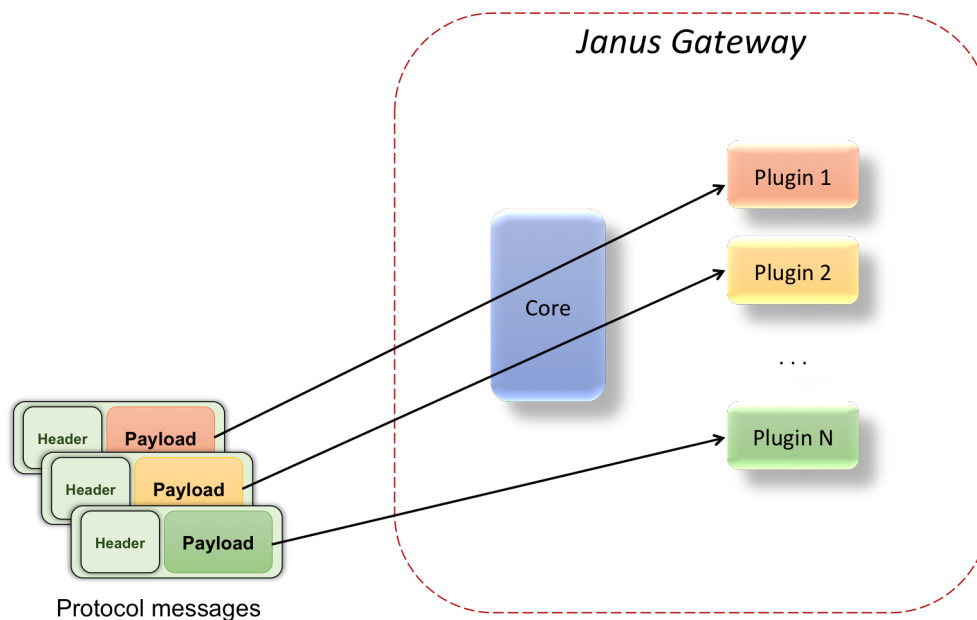 Janus Gateway
Plugin 1
Plugin 2
Core
. . .
Plugin N
Header
Payload
Header
Payload
Header
Payload
Protocol messages